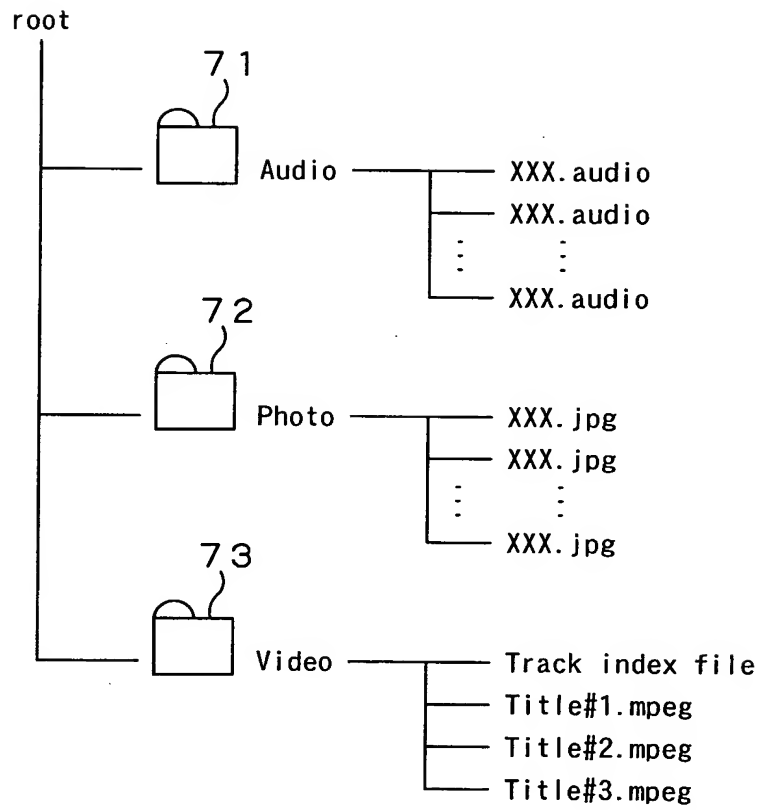 root
71
Audio
XXX.audio
XXX.audio
XXX.audio
72
Photo
XXX.jpg
XXX.jpg
XXX.jpg
73
Video
Track index file
Title#1.mpeg
Title#2.mpeg
Title#3.mpeg